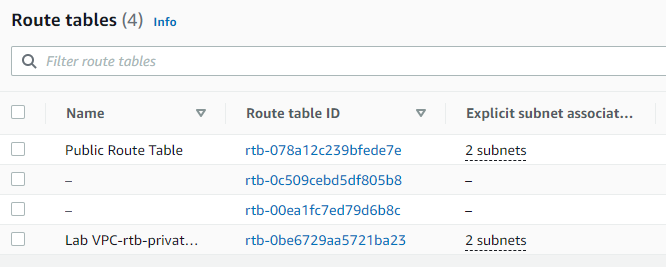 Route tables (4) Info
Filter route tables
Name Route table ID Explicit subnet associat...
Public Route Table rtb-078a12c239bfede7e 2 subnets
– rtb-0c509cebd5df805b8 –
– rtb-00ea1fc7ed79d6b8c –
Lab VPC-rtb-privat... rtb-0be6729aa5721ba23 2 subnets